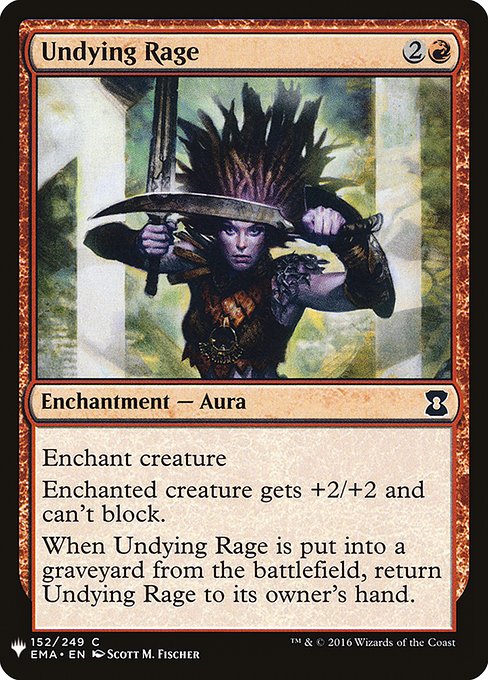 Undying Rage 2
Enchantment — Aura
Enchant creature
Enchanted creature gets +2/+2 and
can't block.
When Undying Rage is put into a
graveyard from the battlefield, return
Undying Rage to its owner's hand.
152/249 C
EMA • EN Scott M. Fischer
™ & © 2016 Wizards of the Coast